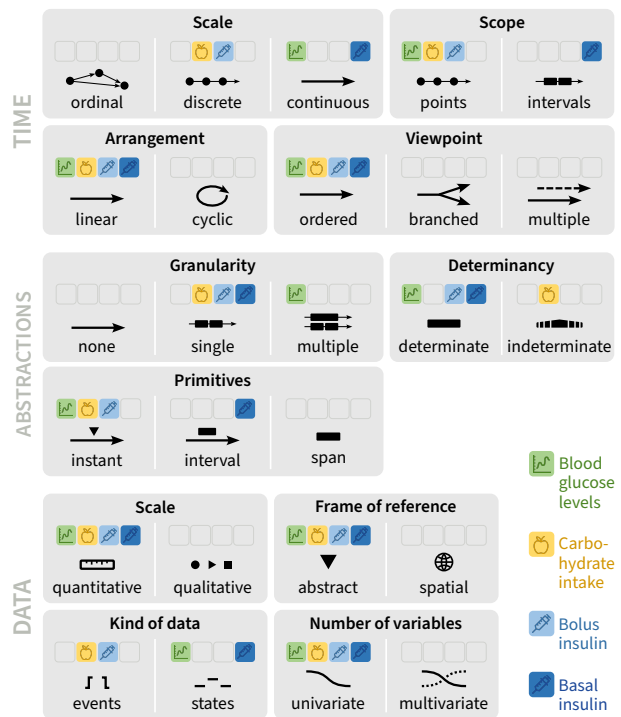 TIME
Scale
ordinal
discrete
continuous
Scope
points
intervals
Arrangement
linear
cyclic
Viewpoint
ordered
branched
multiple
ABSTRACTIONS
Granularity
none
single
multiple
Determinancy
determinate
indeterminate
Primitives
instant
interval
span
DATA
Scale
quantitative
qualitative
Frame of reference
abstract
spatial
Kind of data
events
states
Number of variables
univariate
multivariate
Blood
glucose
levels
Carbo-
hydrate
intake
Bolus
insulin
Basal
insulin